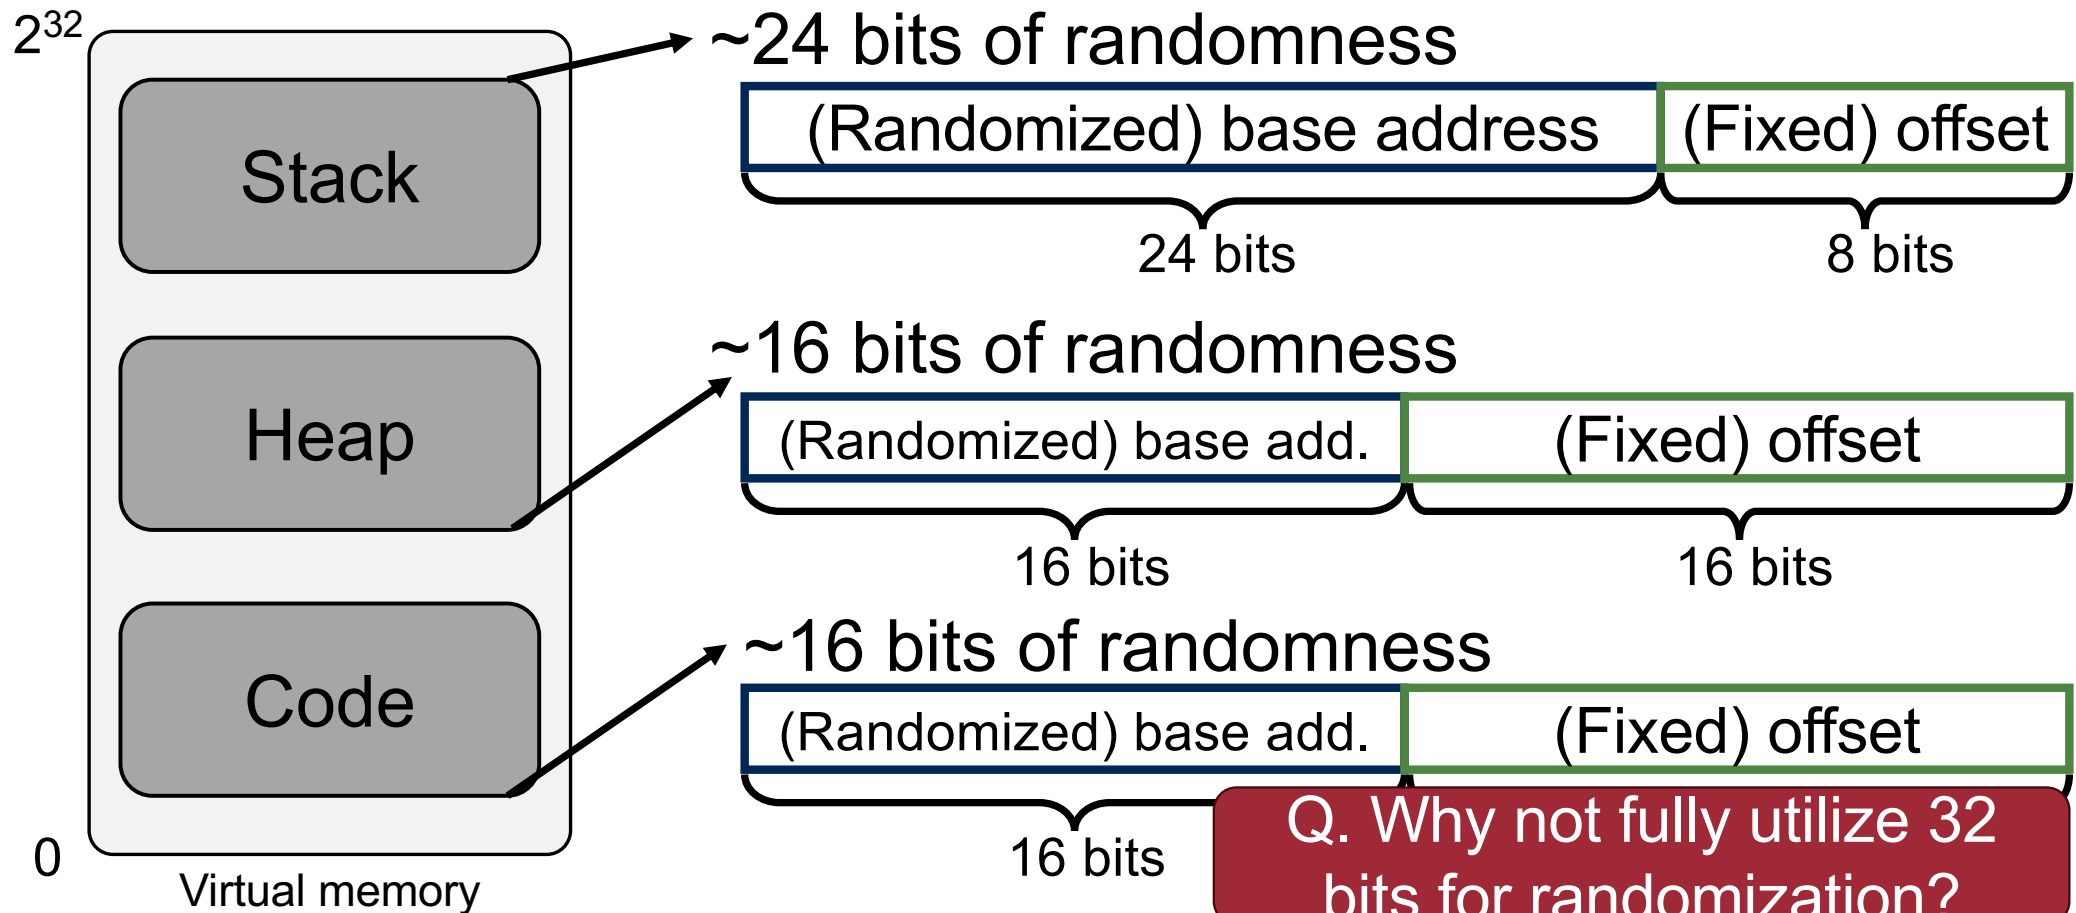 2³²
Stack
Heap
Code
0
Virtual memory
~24 bits of randomness
(Randomized) base address
(Fixed) offset
24 bits
8 bits
~16 bits of randomness
(Randomized) base add.
(Fixed) offset
16 bits
16 bits
~16 bits of randomness
(Randomized) base add.
(Fixed) offset
16 bits
Q. Why not fully utilize 32
bits for randomization?